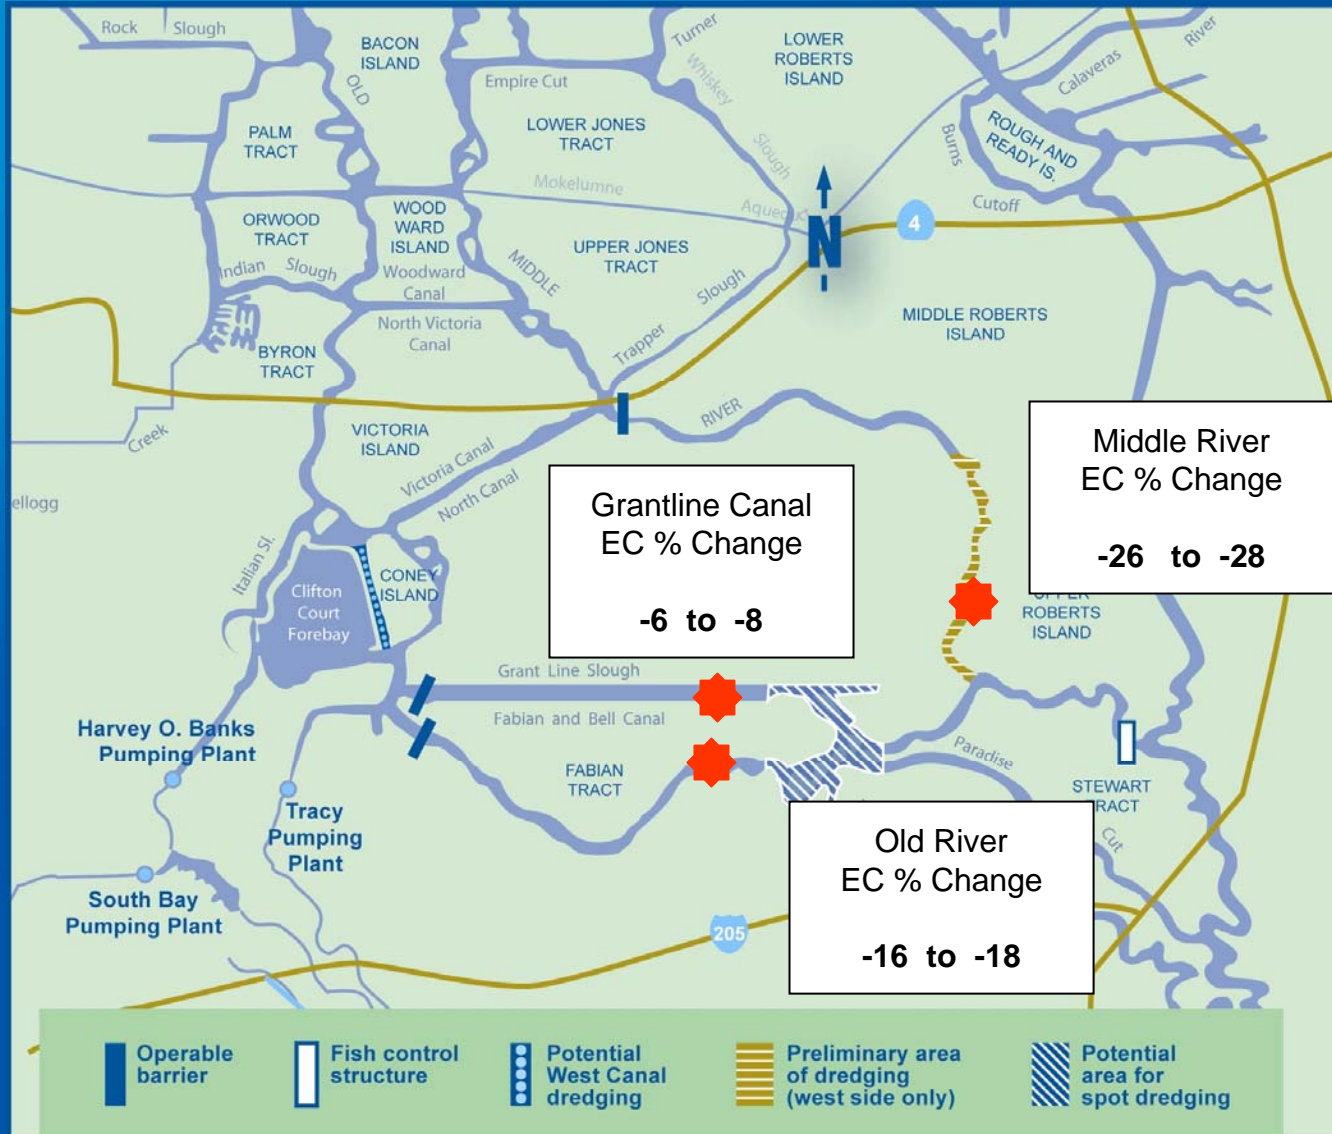 Rock Slough
BACON
ISLAND
OLD
Turner
Empire Cut
Whiskey
Slough
LOWER
ROBERTS
ISLAND
Calaveras
River
PALM
TRACT
LOWER JONES
TRACT
Burns
Cutoff
ROUGH AND
READY IS.
Mokelumne
ORWOOD
TRACT
WOOD
WARD
ISLAND
UPPER JONES
TRACT
N
4
Indian Slough
Woodward
Canal
MIDDLE
Slough
North Victoria
Canal
MIDDLE ROBERTS
ISLAND
BYRON
TRACT
Trapper
RIVER
Creek
VICTORIA
ISLAND
Victoria Canal
North Canal
ellogg
Grantline Canal
EC % Change
-6 to -8
Middle River
EC % Change
-26 to -28
Italian Sl.
CONEY
ISLAND
Clifton
Court
Forebay
UPPER
ROBERTS
ISLAND
Grant Line Slough
Fabian and Bell Canal
Harvey O. Banks
Pumping Plant
FABIAN
TRACT
Paradise
Cut
STEWART
TRACT
Tracy
Pumping
Plant
Old River
EC % Change
-16 to -18
South Bay
Pumping Plant
205
Operable
barrier
Fish control
structure
Potential
West Canal
dredging
Preliminary area
of dredging
(west side only)
Potential
area for
spot dredging